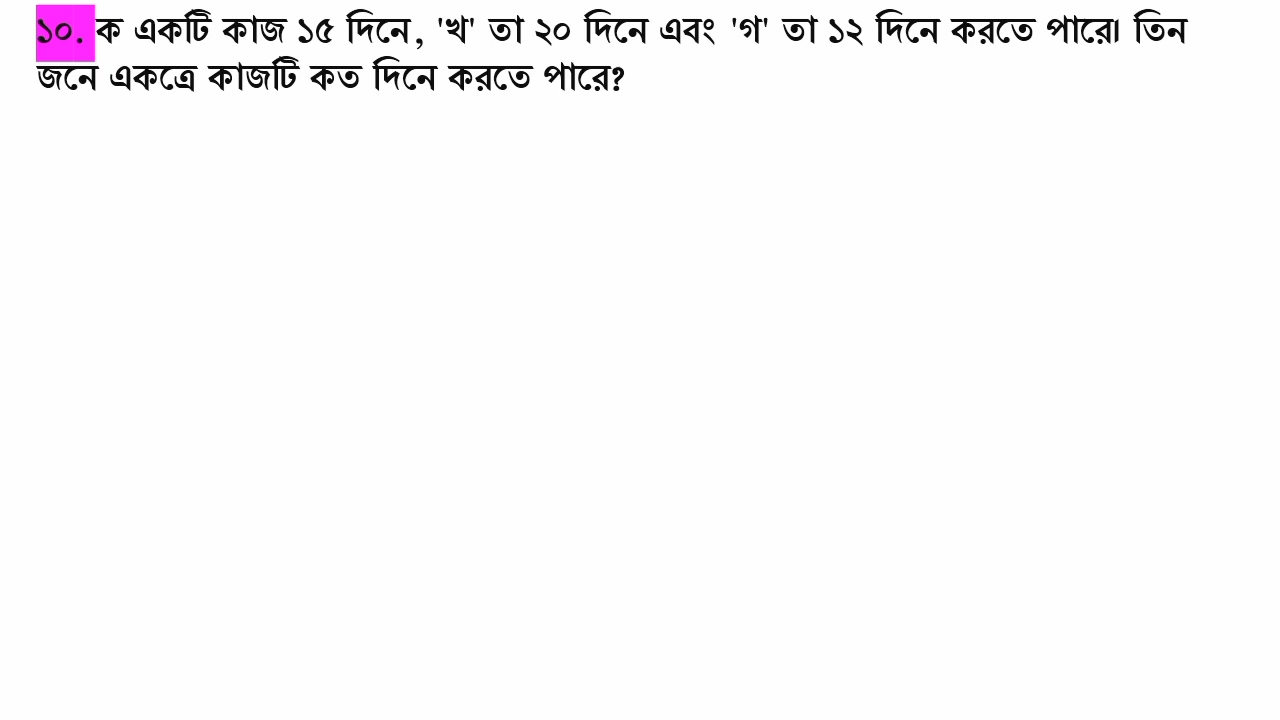 ১০. ক একটি কাজ ১৫ দিনে, 'খ' তা ২০ দিনে এবং 'গ' তা ১২ দিনে করতে পারে৷ তিন
জনে একত্রে কাজটি কত দিনে করতে পারে?